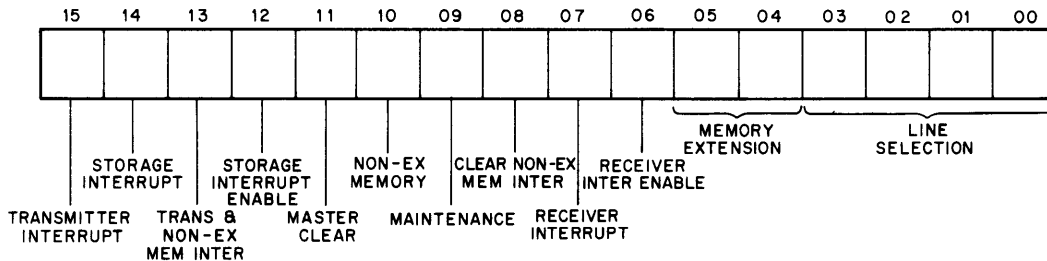 15 14 13 12 11 10 09 08 07 06 05 04 03 02 01 00
MEMORY
EXTENSION
LINE
SELECTION
STORAGE
INTERRUPT
STORAGE
INTERRUPT
ENABLE
NON-EX
MEMORY
CLEAR NON-EX
MEM INTER
RECEIVER
INTER ENABLE
TRANSMITTER
INTERRUPT
TRANS &
NON-EX
MEM INTER
MASTER
CLEAR
MAINTENANCE
RECEIVER
INTERRUPT